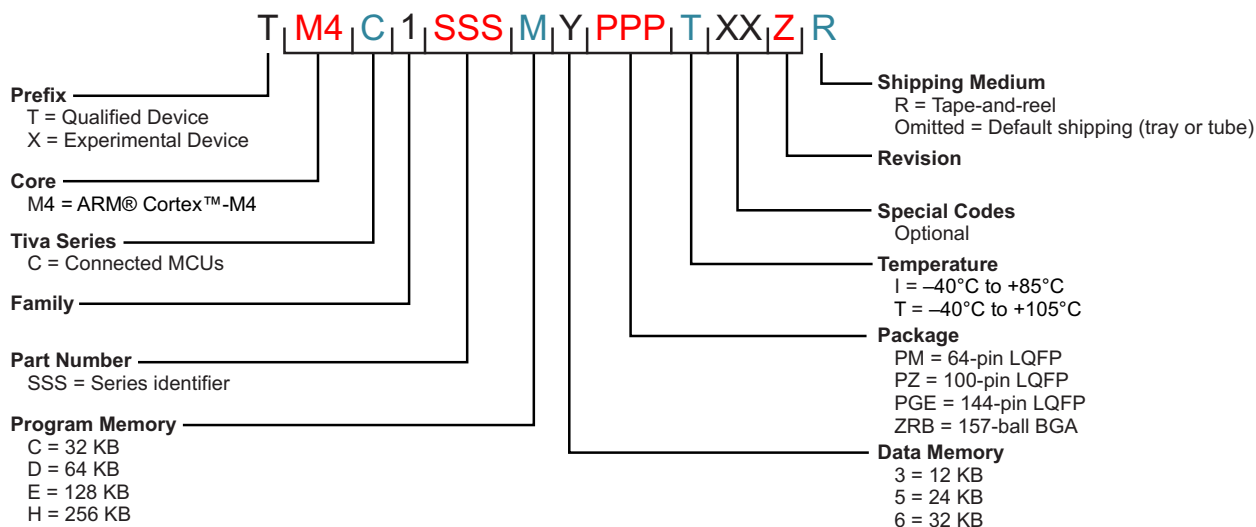 T M4 C 1 SSS M Y PPP T XX Z R
Prefix
T = Qualified Device
X = Experimental Device
Core
M4 = ARM® Cortex™-M4
Tiva Series
C = Connected MCUs
Family
Part Number
SSS = Series identifier
Program Memory
C = 32 KB
D = 64 KB
E = 128 KB
H = 256 KB
Shipping Medium
R = Tape-and-reel
Omitted = Default shipping (tray or tube)
Revision
Special Codes
Optional
Temperature
I = –40°C to +85°C
T = –40°C to +105°C
Package
PM = 64-pin LQFP
PZ = 100-pin LQFP
PGE = 144-pin LQFP
ZRB = 157-ball BGA
Data Memory
3 = 12 KB
5 = 24 KB
6 = 32 KB